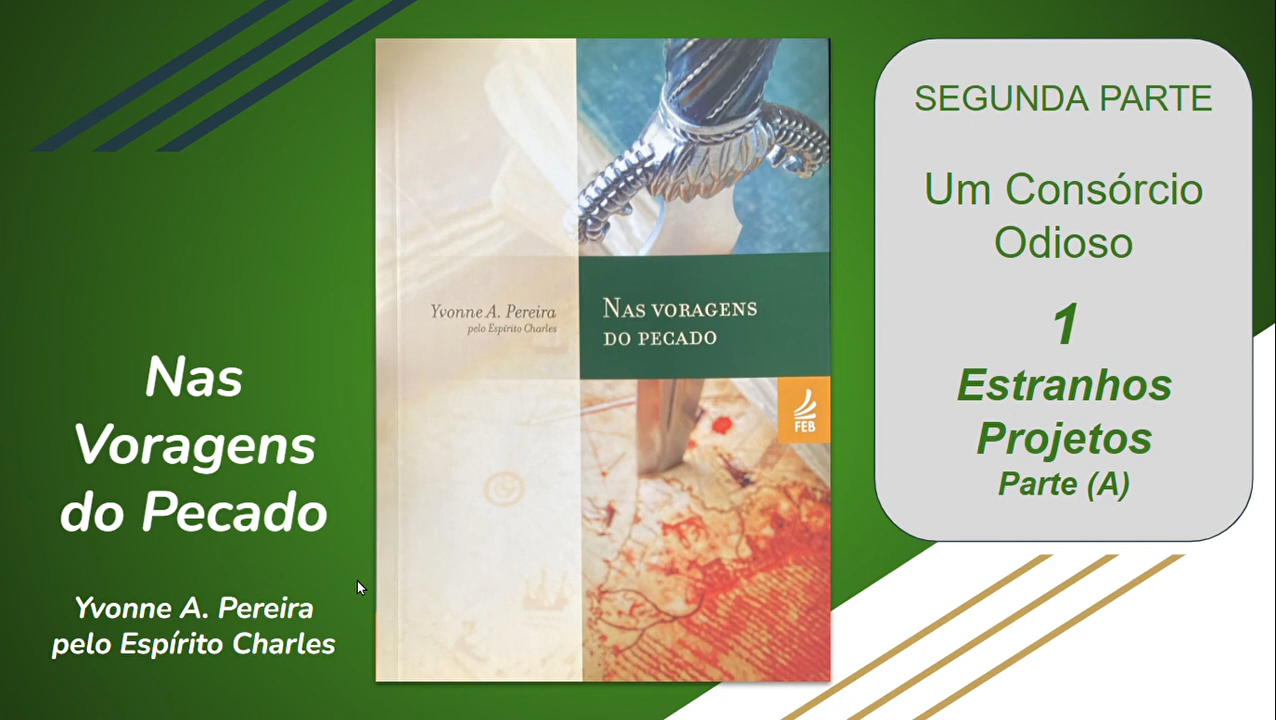 Nas
Voragens
do Pecado
Yvonne A. Pereira
pelo Espírito Charles
Yvonne A. Pereira
pelo Espírito Charles
NAS VORAGENS
DO PECADO
FEB
SEGUNDA PARTE
Um Consórcio
Odioso
1
Estranhos
Projetos
Parte (A)